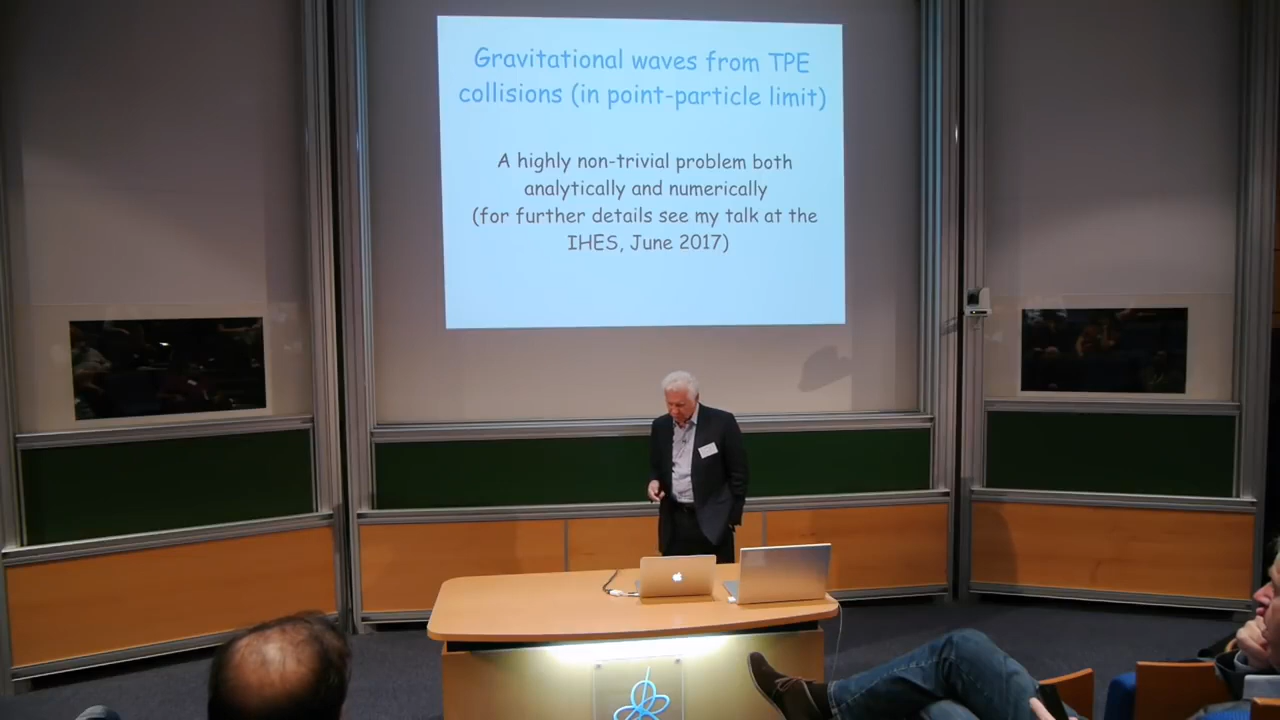 Gravitational waves from TPE
collisions (in point-particle limit)
A highly non-trivial problem both
analytically and numerically
(for further details see my talk at the
IHES, June 2017)